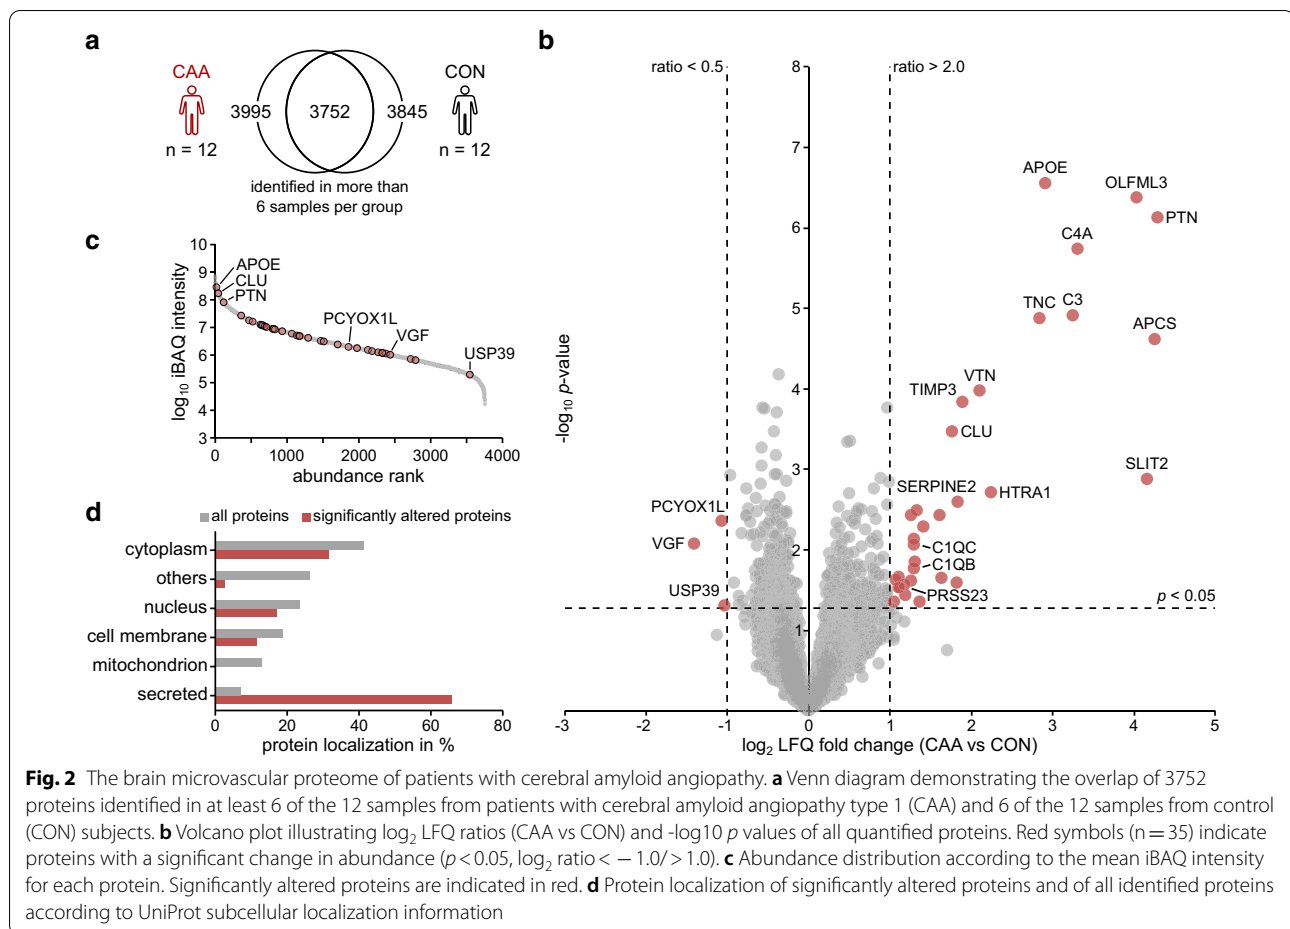 a
CAA
n = 12
3995
3752
3845
CON
n = 12
identified in more than
6 samples per group
b
ratio < 0.5
ratio > 2.0
8
7
6
5
4
3
2
1
-log10 p-value
APOE
OLFML3
PTN
C4A
TNC
C3
APCS
VTN
TIMP3
CLU
SLIT2
SERPINE2
HTRA1
PCYOX1L
VGF
C1QC
C1QB
USP39
PRSS23
p < 0.05
-3
-2
-1
0
1
2
3
4
5
log2 LFQ fold change (CAA vs CON)
c
log10 iBAQ intensity
10
9
8
7
6
5
4
3
APOE
CLU
PTN
PCYOX1L
VGF
USP39
0
1000
2000
3000
4000
abundance rank
d
all proteins
significantly altered proteins
cytoplasm
others
nucleus
cell membrane
mitochondrion
secreted
0
20
40
60
80
protein localization in %
Fig. 2 The brain microvascular proteome of patients with cerebral amyloid angiopathy. a Venn diagram demonstrating the overlap of 3752
proteins identified in at least 6 of the 12 samples from patients with cerebral amyloid angiopathy type 1 (CAA) and 6 of the 12 samples from control
(CON) subjects. b Volcano plot illustrating log2 LFQ ratios (CAA vs CON) and -log10 p values of all quantified proteins. Red symbols (n = 35) indicate
proteins with a significant change in abundance (p < 0.05, log2 ratio < − 1.0/ > 1.0). c Abundance distribution according to the mean iBAQ intensity
for each protein. Significantly altered proteins are indicated in red. d Protein localization of significantly altered proteins and of all identified proteins
according to UniProt subcellular localization information